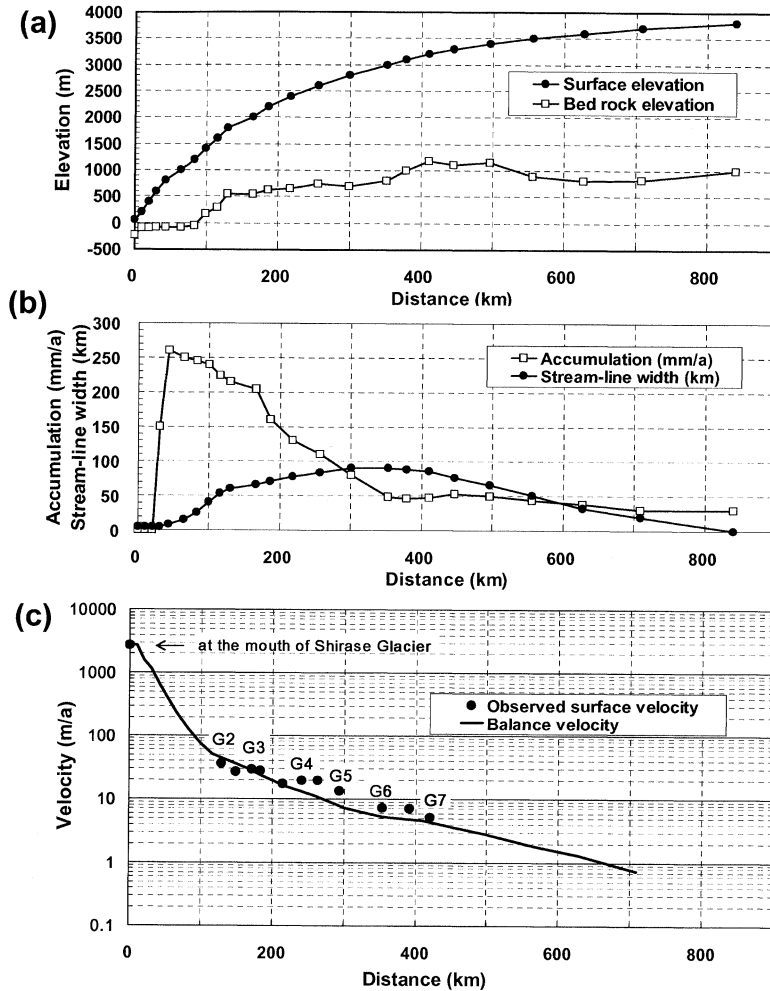 (a)
4000
3500
3000
2500
2000
1500
1000
500
0
-500
Elevation (m)
Surface elevation
Bed rock elevation
0
200
400
600
800
Distance (km)
(b)
300
250
200
150
100
50
0
Accumulation (mm/a)
Stream-line width (km)
Accumulation (mm/a)
Stream-line width (km)
0
200
400
600
800
Distance (km)
(c)
10000
1000
100
10
1
0.1
Velocity (m/a)
at the mouth of Shirase Glacier
Observed surface velocity
Balance velocity
G2
G3
G4
G5
G6
G7
0
200
400
600
800
Distance (km)